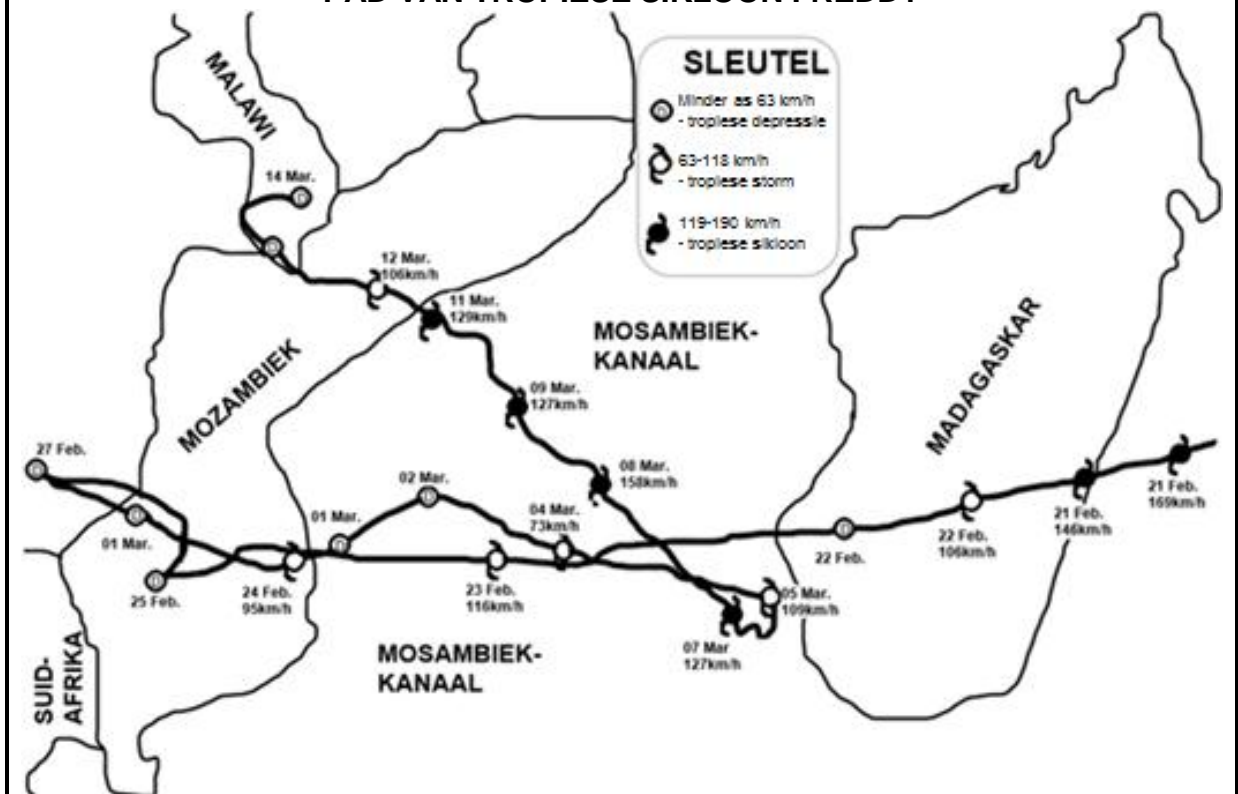 PAD VAN TROPIESE SIKLOON FREDDY
SLEUTEL
Minder as 63 km/h
- tropiese depressie
63-118 km/h
- tropiese storm
119-190 km/h
- tropiese sikloon
MALAWI
14 Mar.
12 Mar.
106km/h
11 Mar.
129km/h
MOSAMBIEK-
KANAAL
MOZAMBIEK
09 Mar.
127km/h
MADAGASKAR
27 Feb.
08 Mar.
158km/h
02 Mar.
21 Feb.
169km/h
01 Mar.
04 Mar.
73km/h
21 Feb.
146km/h
01 Mar.
22 Feb.
106km/h
22 Feb.
25 Feb.
24 Feb.
95km/h
23 Feb.
116km/h
05 Mar.
109km/h
07 Mar
127km/h
MOSAMBIEK-
KANAAL
SUID-
AFRIKA